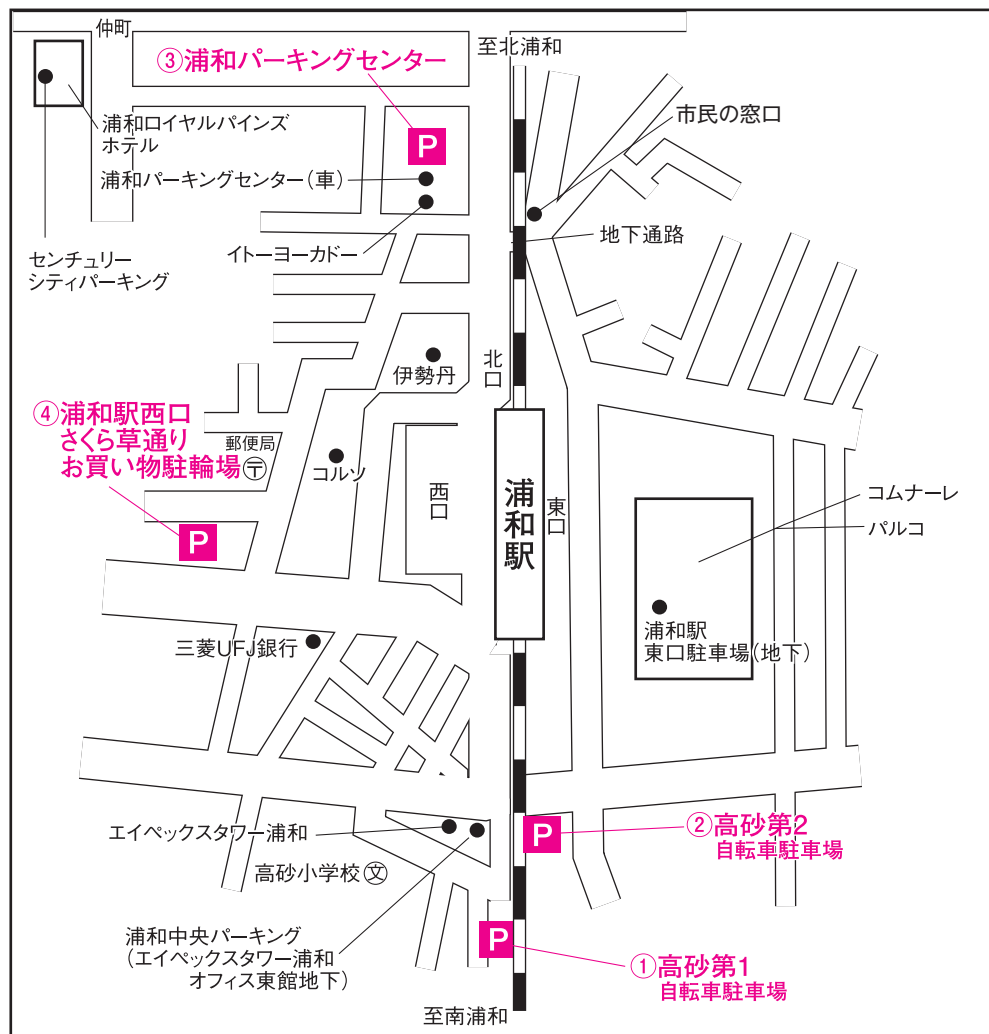 仲町
至北浦和
③浦和パーキングセンター
P
市民の窓口
浦和ロイヤルパインズ
ホテル
浦和パーキングセンター(車)
イトーヨーカドー
地下通路
センチュリー
シティパーキング
北口
伊勢丹
④浦和駅西口
さくら草通り
お買い物駐輪場
郵便局
〒
コルソ
西口
浦和駅
東口
コムナーレ
パルコ
P
浦和駅
東口駐車場(地下)
三菱UFJ銀行
エイペックスタワー浦和
P
②高砂第2
自転車駐車場
高砂小学校
文
浦和中央パーキング
(エイペックスタワー浦和
オフィス東館地下)
P
①高砂第1
自転車駐車場
至南浦和